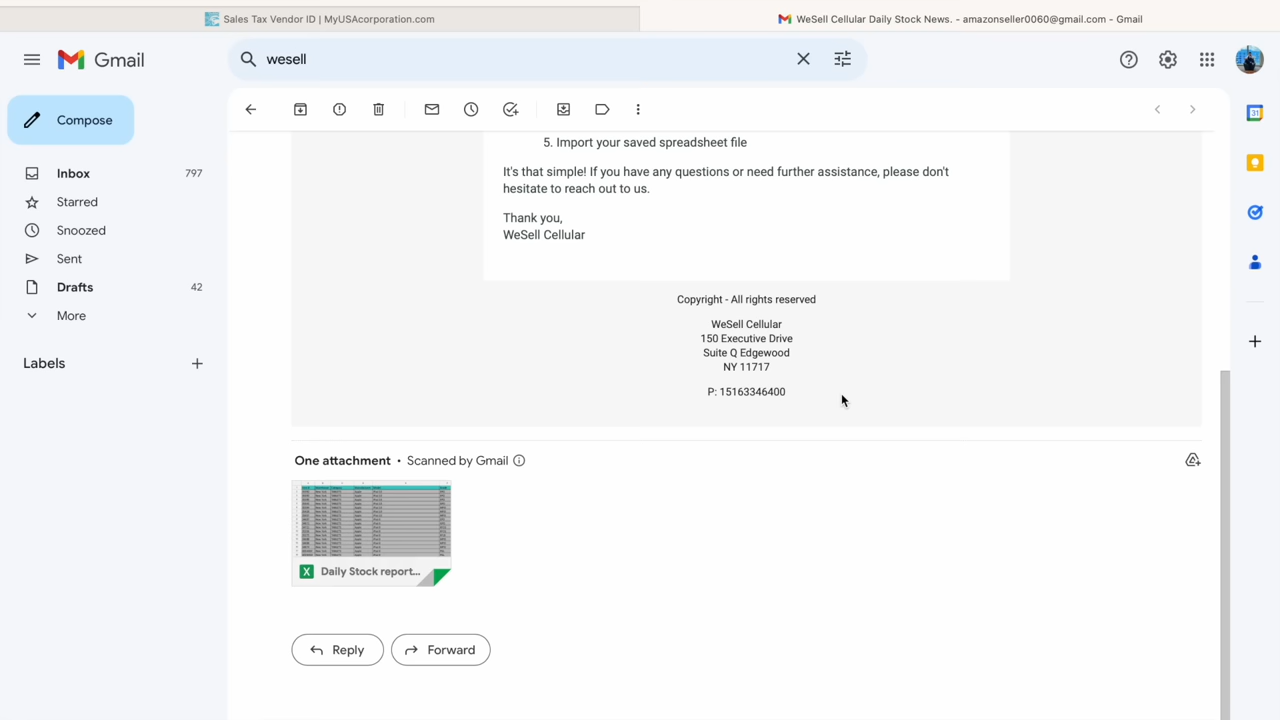 Sales Tax Vendor ID | MyUSAcorporation.com
WeSell Cellular Daily Stock News. - amazonseller0060@gmail.com - Gmail
Gmail
wesell
Compose
Inbox 797
Starred
Snoozed
Sent
Drafts 42
More
Labels
5. Import your saved spreadsheet file
It's that simple! If you have any questions or need further assistance, please don't
hesitate to reach out to us.
Thank you,
WeSell Cellular
Copyright - All rights reserved
WeSell Cellular
150 Executive Drive
Suite Q Edgewood
NY 11717
P: 15163346400
One attachment • Scanned by Gmail
Daily Stock report...
Reply
Forward
31